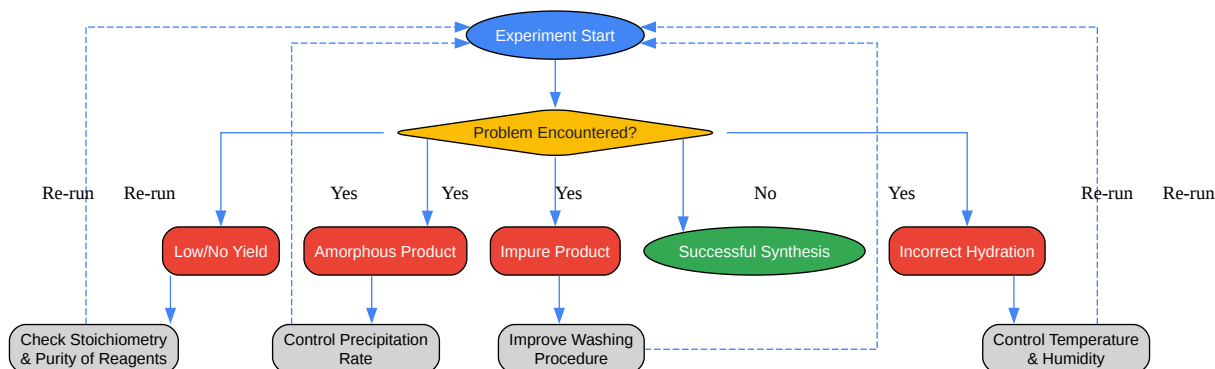 Experiment Start
Problem Encountered?
Re-run
Re-run
Yes
Yes
Yes
No
Yes
Re-run
Re-run
Low/No Yield
Amorphous Product
Impure Product
Successful Synthesis
Incorrect Hydration
Check Stoichiometry
& Purity of Reagents
Control Precipitation
Rate
Improve Washing
Procedure
Control Temperature
& Humidity